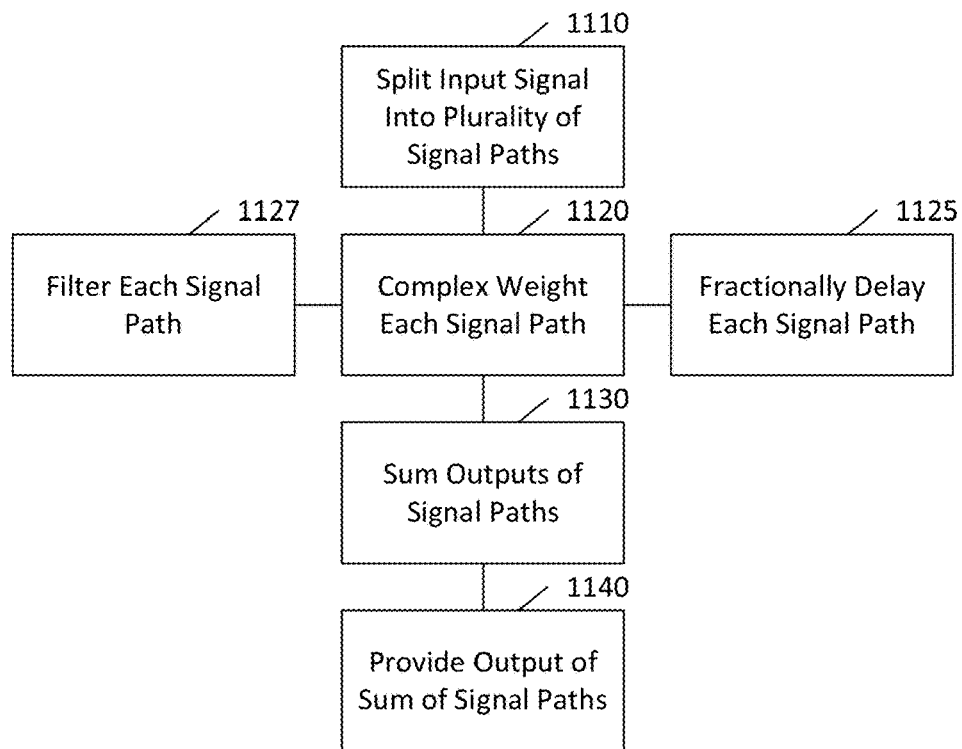 1110
Split Input Signal
Into Plurality of
Signal Paths
1127
Filter Each Signal
Path
1120
Complex Weight
Each Signal Path
1125
Fractionally Delay
Each Signal Path
1130
Sum Outputs of
Signal Paths
1140
Provide Output of
Sum of Signal Paths